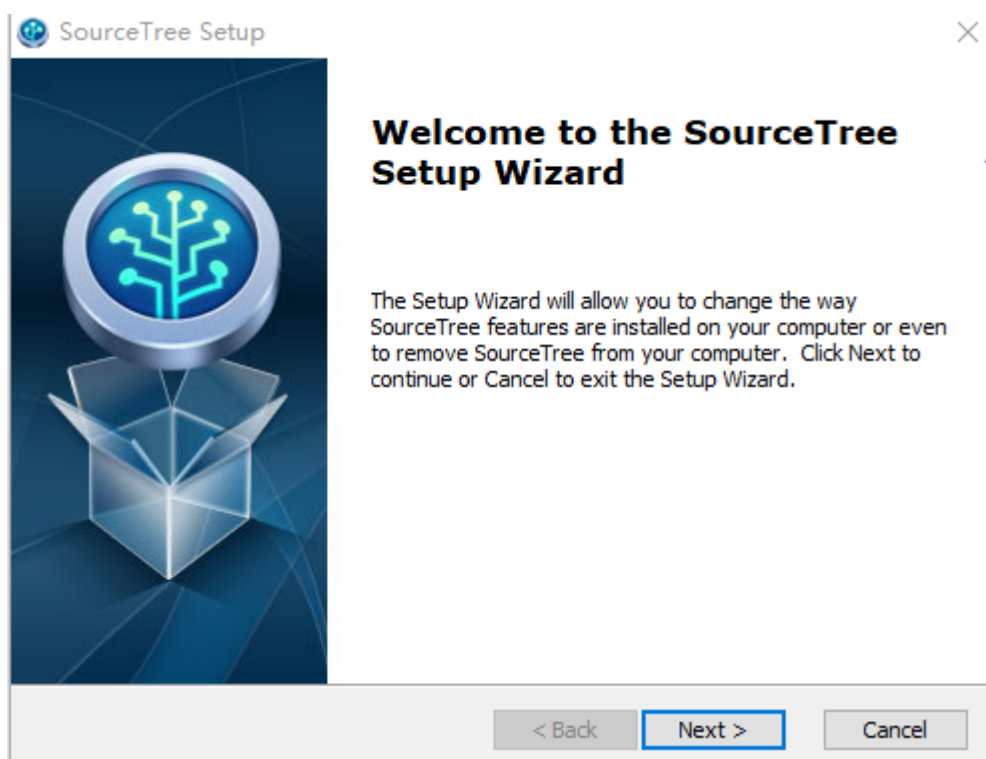 SourceTree Setup
Welcome to the SourceTree
Setup Wizard
The Setup Wizard will allow you to change the way
SourceTree features are installed on your computer or even
to remove SourceTree from your computer.  Click Next to
continue or Cancel to exit the Setup Wizard.
< Back Next > Cancel